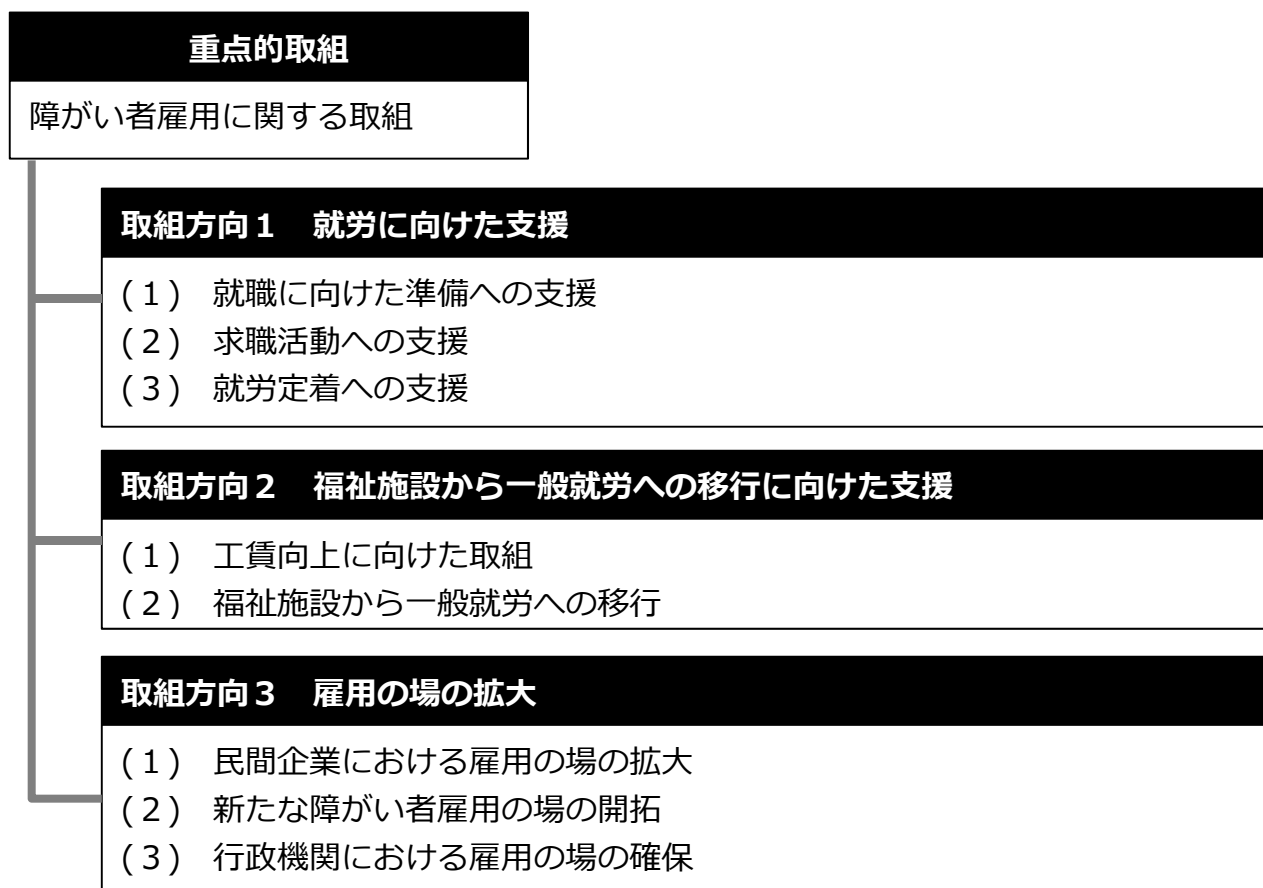 重点的取組
障がい者雇用に関する取組
取組方向１　就労に向けた支援
(１)　就職に向けた準備への支援
(２)　求職活動への支援
(３)　就労定着への支援
取組方向２　福祉施設から一般就労への移行に向けた支援
(１)　工賃向上に向けた取組
(２)　福祉施設から一般就労への移行
取組方向３　雇用の場の拡大
(１)　民間企業における雇用の場の拡大
(２)　新たな障がい者雇用の場の開拓
(３)　行政機関における雇用の場の確保